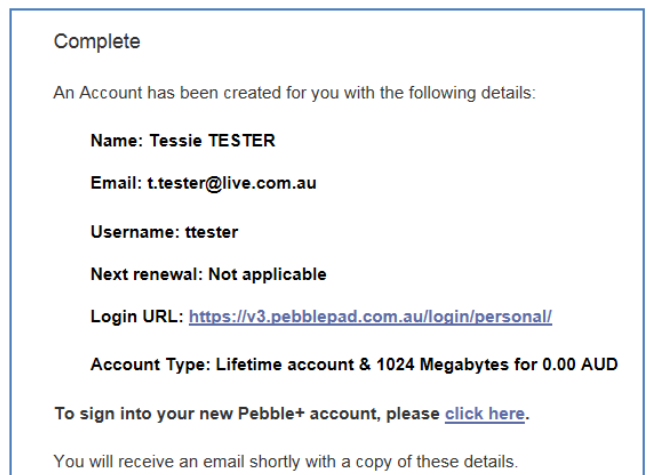 Complete
An Account has been created for you with the following details:
Name: Tessie TESTER
Email: t.tester@live.com.au
Username: ttester
Next renewal: Not applicable
Login URL: https://v3.pebblepad.com.au/login/personal/
Account Type: Lifetime account & 1024 Megabytes for 0.00 AUD
To sign into your new Pebble+ account, please click here.
You will receive an email shortly with a copy of these details.